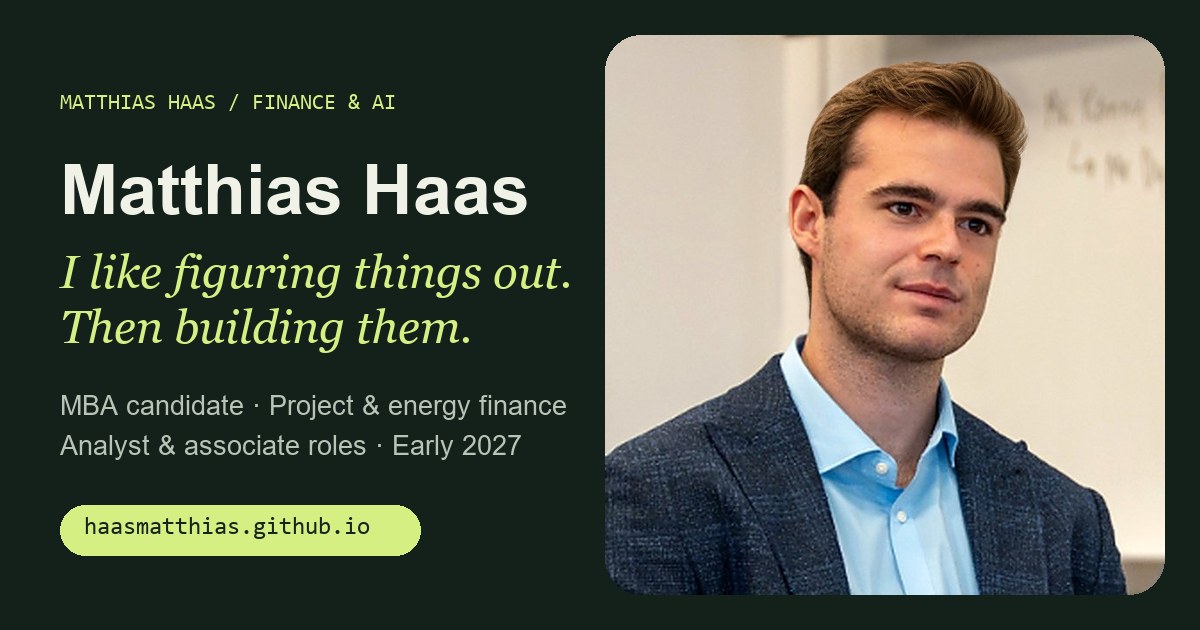 MATTHIAS HAAS / FINANCE & AI
Matthias Haas
I like figuring things out.
Then building them.
MBA candidate · Project & energy finance
Analyst & associate roles · Early 2027
haasmatthias.github.io